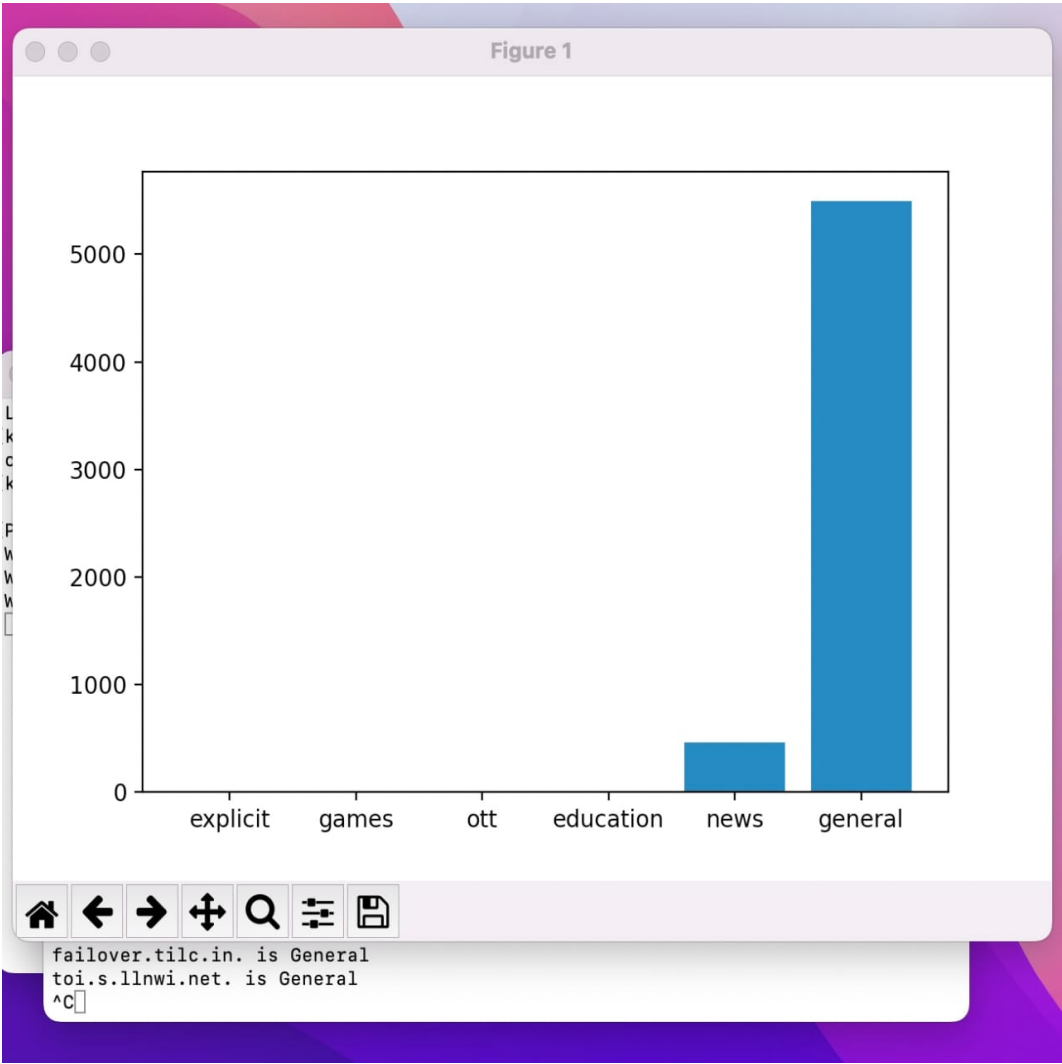 Figure 1
5000
4000
3000
2000
1000
0
explicit games ott education news general
L
k
k
P
W
W
W
failover.tilc.in. is General
toi.s.llnwi.net. is General
^C